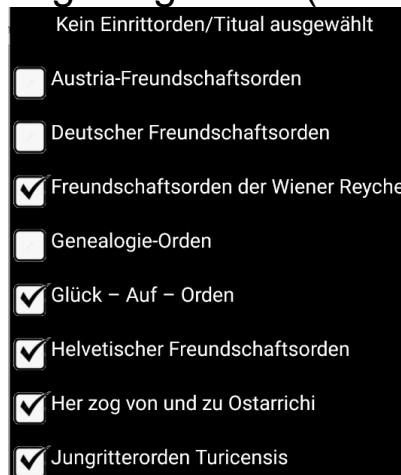 Kein Einrittorden/Titual ausgewählt
Austria-Freundschaftsorden
Deutscher Freundschaftsorden
Freundschaftsorden der Wiener Reyche
Genealogie-Orden
Glück – Auf – Orden
Helvetischer Freundschaftsorden
Her zog von und zu Ostarrichi
Jungritterorden Turicensis